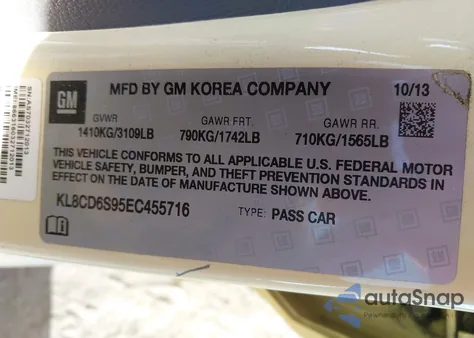 MFD BY GM KOREA COMPANY 10/13
GM
GVWR GAWR FRT. GAWR RR.
1410KG/3109LB 790KG/1742LB 710KG/1565LB
THIS VEHICLE CONFORMS TO ALL APPLICABLE U.S. FEDERAL MOTOR
VEHICLE SAFETY, BUMPER, AND THEFT PREVENTION STANDARDS IN
EFFECT ON THE DATE OF MANUFACTURE SHOWN ABOVE.
KL8CD6S95EC455716 TYPE: PASS CAR
autoSnap